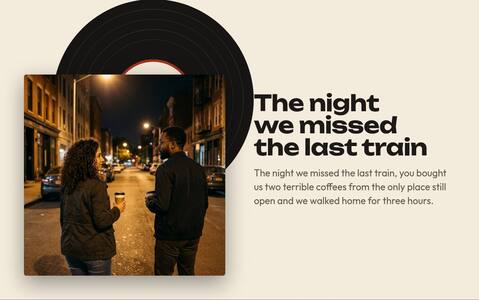 The night
we missed
the last train
The night we missed the last train, you bought
us two terrible coffees from the only place still
open and we walked home for three hours.